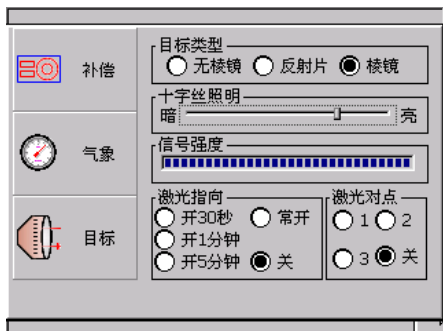 补偿
气象
目标
目标类型
无棱镜 反射片 棱镜
十字丝照明
暗 亮
信号强度
激光指向
开30秒 常开
开1分钟
开5分钟 关
激光对点
1 2
3 关